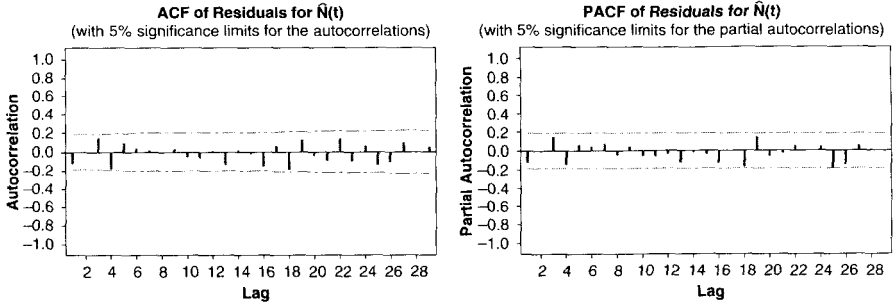 ACF of Residuals for N̂(t)
(with 5% significance limits for the autocorrelations)
Autocorrelation
1.0
0.8
0.6
0.4
0.2
0.0
−0.2
−0.4
−0.6
−0.8
−1.0
2 4 6 8 10 12 14 16 18 20 22 24 26 28
Lag
PACF of Residuals for N̂(t)
(with 5% significance limits for the partial autocorrelations)
Partial Autocorrelation
1.0
0.8
0.6
0.4
0.2
0.0
−0.2
−0.4
−0.6
−0.8
−1.0
2 4 6 8 10 12 14 16 18 20 22 24 26 28
Lag